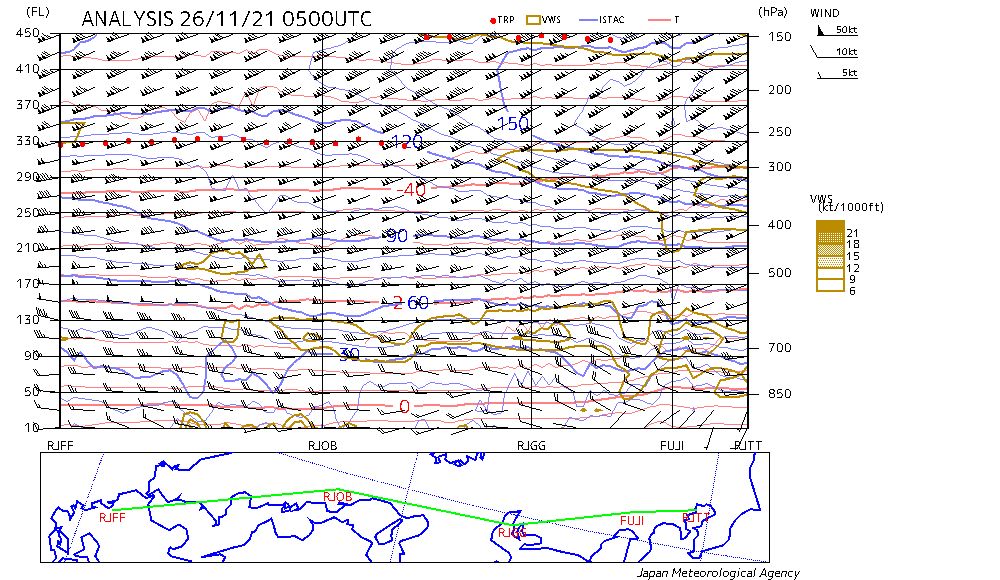 (FL) ANALYSIS 26/11/21 0500UTC TRP VWS ISTAC T (hPa) WIND
450 150 50kt
10kt
410 5kt
200
370
150
250
330 120
300
290
-40
VWS
(kt/1000ft)
250
400 21
90 18
210 15
500 12
170 9
-2 60 6
130
700
90 30
50 850
0
10
RJFF RJOB RJGG FUJI RJTT
RJOB
RJFF FUJI RJTT
RJGG
Japan Meteorological Agency